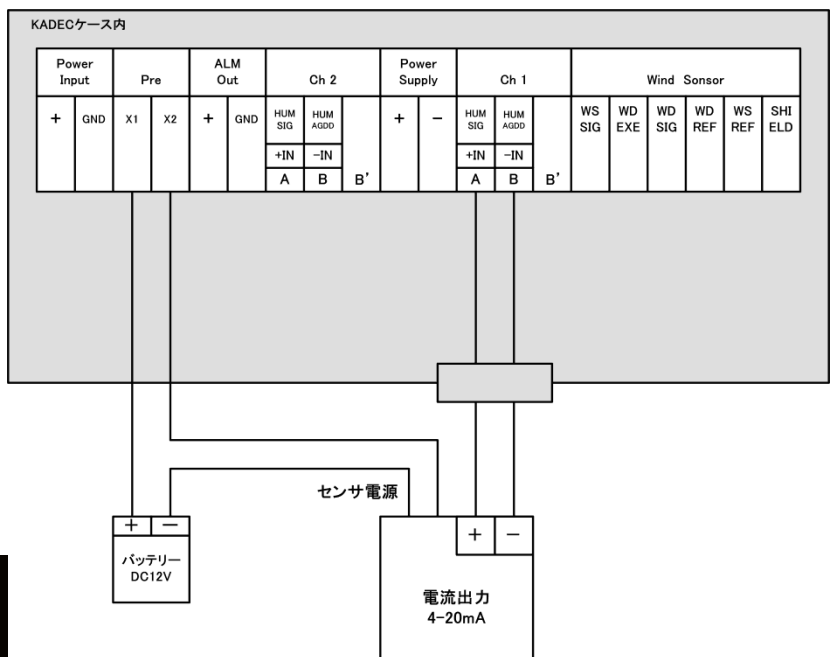 KADECケース内
Power Input
Pre
ALM Out
Ch 2
Power Supply
Ch 1
Wind Sonsor
+ GND X1 X2 + GND HUM SIG HUM AGDD + − HUM SIG HUM AGDD WS SIG WD EXE WD SIG WD REF WS REF SHI ELD
+IN −IN +IN −IN
A B B' A B B'
センサ電源
+ − + −
バッテリー
DC12V
電流出力
4-20mA